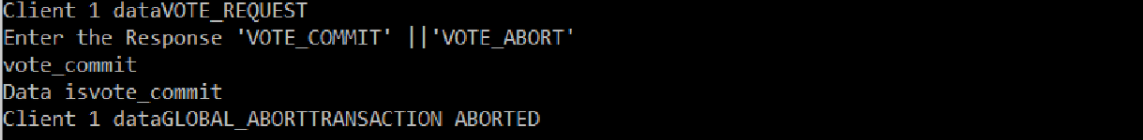 Client 1 dataVOTE_REQUEST
Enter the Response 'VOTE_COMMIT' ||'VOTE_ABORT'
vote_commit
Data isvote_commit
Client 1 dataGLOBAL_ABORTTRANSACTION ABORTED